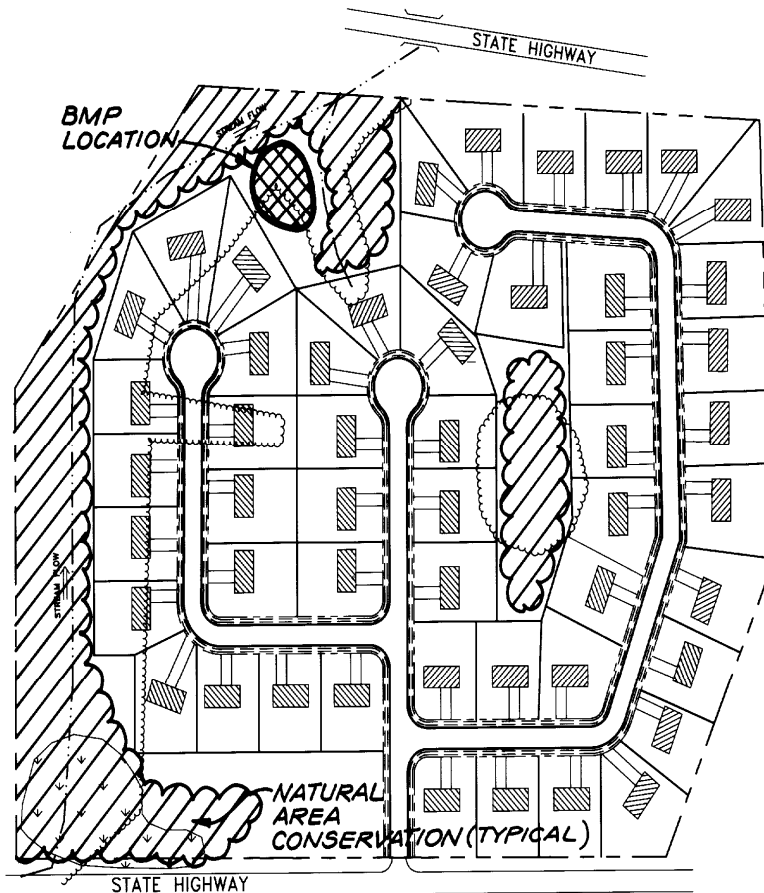 STATE HIGHWAY
BMP
LOCATION
STREAM FLOW
STREAM FLOW
NATURAL
AREA
CONSERVATION (TYPICAL)
STATE HIGHWAY